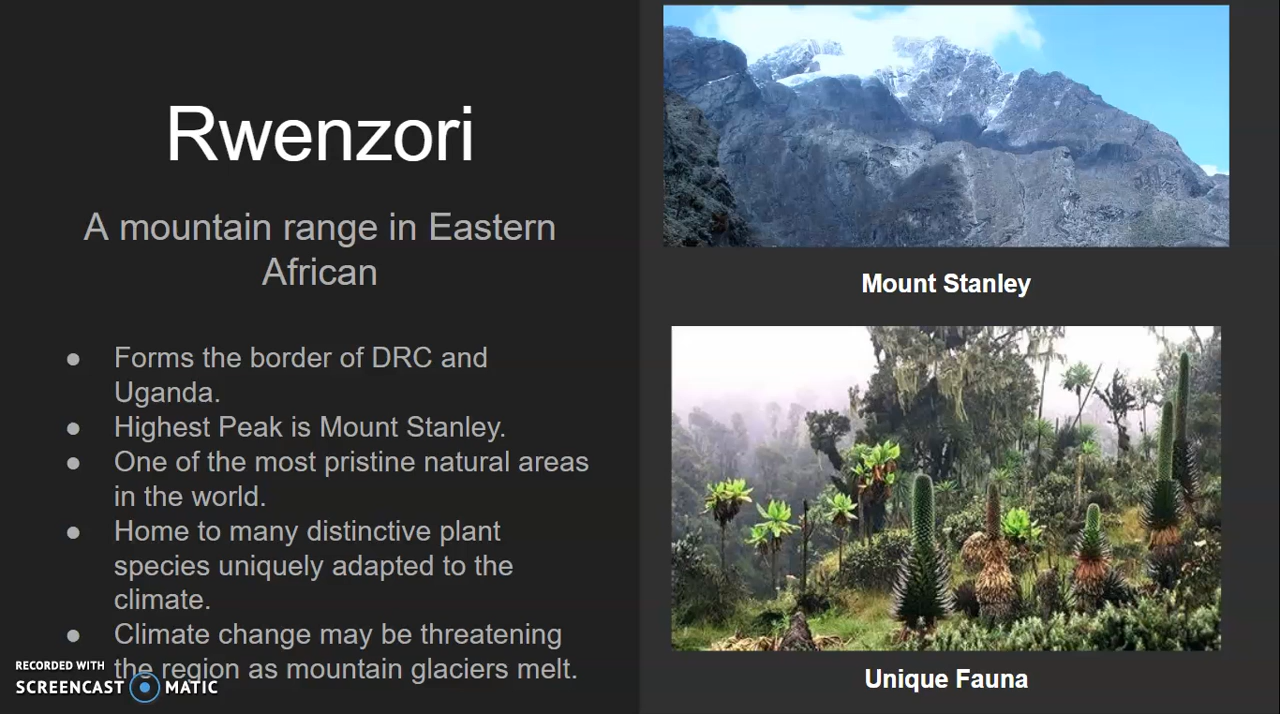 Rwenzori
A mountain range in Eastern
African
● Forms the border of DRC and
Uganda.
● Highest Peak is Mount Stanley.
● One of the most pristine natural areas
in the world.
● Home to many distinctive plant
species uniquely adapted to the
climate.
● Climate change may be threatening
the region as mountain glaciers melt.
RECORDED WITH
SCREENCAST MATIC
Mount Stanley
Unique Fauna